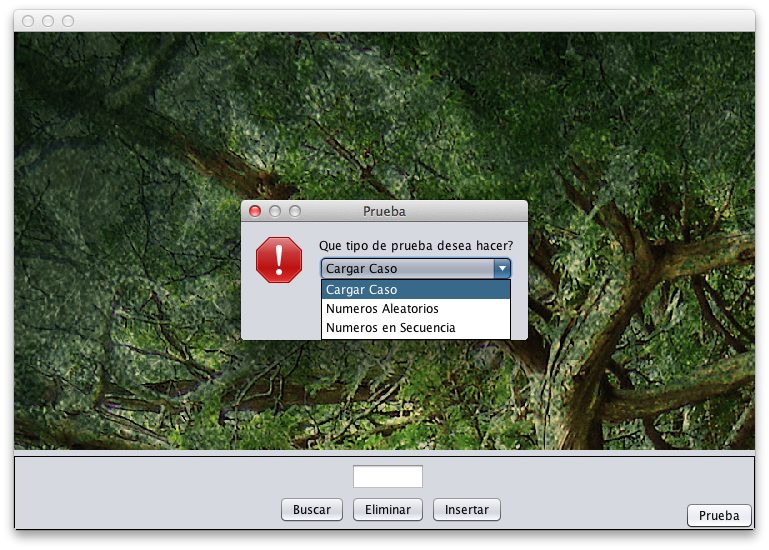 Prueba
Que tipo de prueba desea hacer?
Cargar Caso
Cargar Caso
Numeros Aleatorios
Numeros en Secuencia
Buscar
Eliminar
Insertar
Prueba